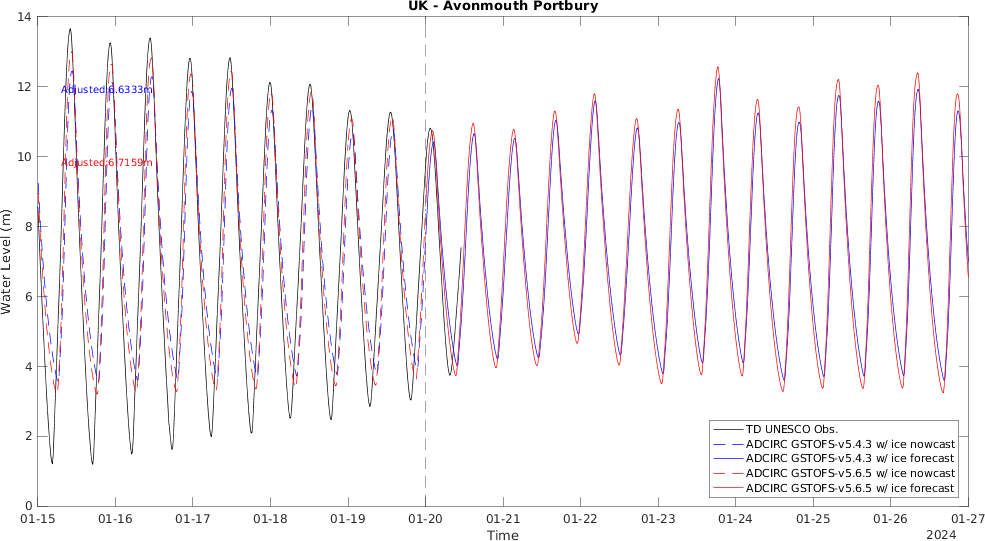 UK - Avonmouth Portbury
14
12
10
8
6
4
2
0
Water Level (m)
Adjusted:6.6333m
Adjusted:6.7159m
TD UNESCO Obs.
ADCIRC GSTOFS-v5.4.3 w/ ice nowcast
ADCIRC GSTOFS-v5.4.3 w/ ice forecast
ADCIRC GSTOFS-v5.6.5 w/ ice nowcast
ADCIRC GSTOFS-v5.6.5 w/ ice forecast
01-15 01-16 01-17 01-18 01-19 01-20 01-21 01-22 01-23 01-24 01-25 01-26 01-27
Time
2024